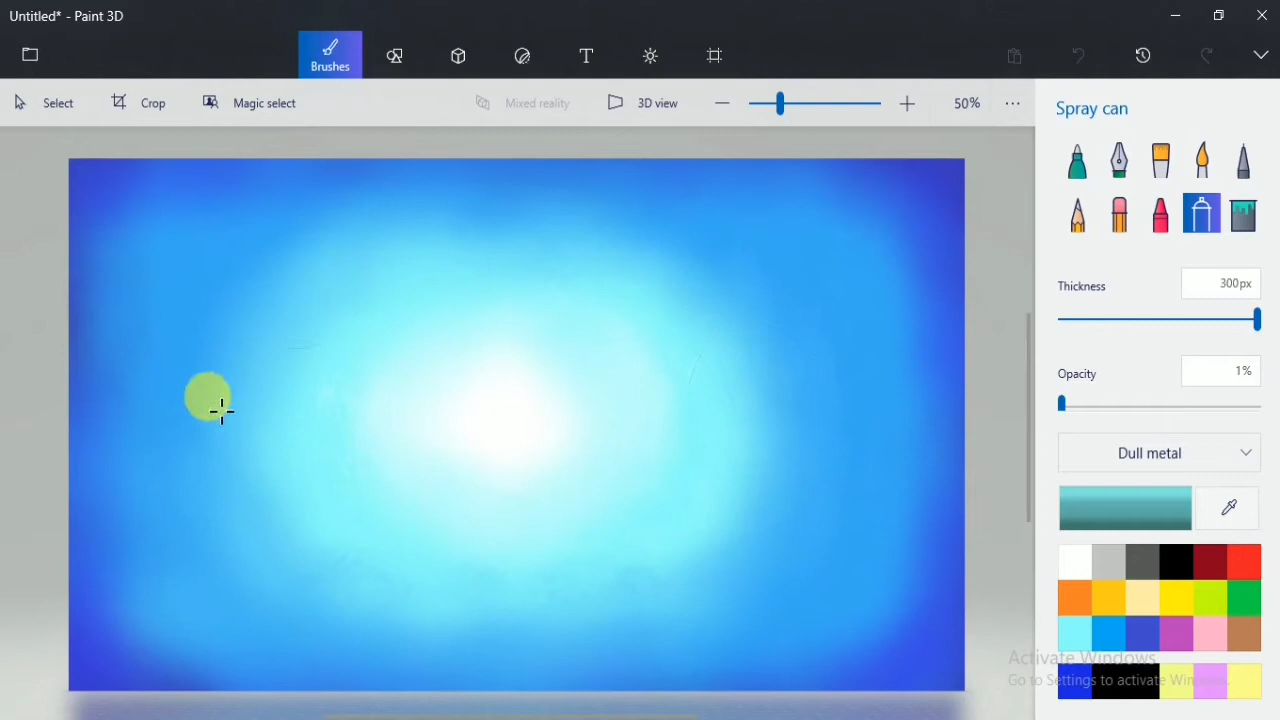 Untitled* - Paint 3D
Brushes
Select
Crop
Magic select
Mixed reality
3D view
50%
Spray can
Thickness
300px
Opacity
1%
Dull metal
Activate Windows
Go to Settings to activate Win